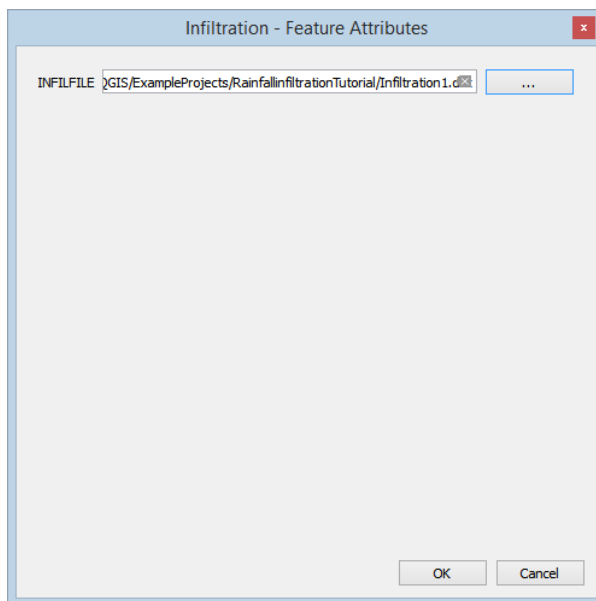 Infiltration - Feature Attributes
x
INFILFILE QGIS/ExampleProjects/RainfallinfiltrationTutorial/Infiltration1.d ...
OK Cancel